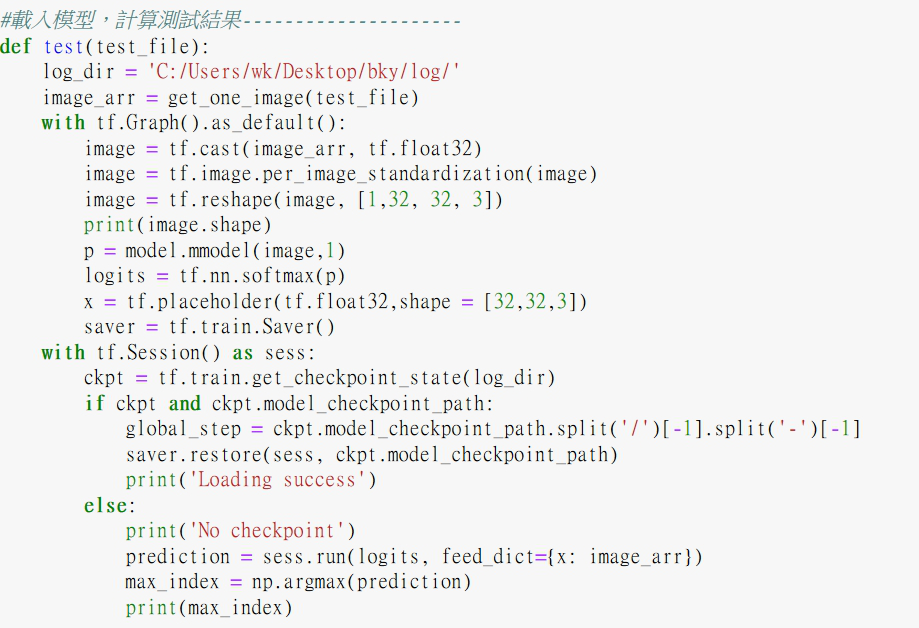 #載入模型，計算測試結果---------------------
def test(test_file):
    log_dir = 'C:/Users/wk/Desktop/bky/log/'
    image_arr = get_one_image(test_file)
    with tf.Graph().as_default():
        image = tf.cast(image_arr, tf.float32)
        image = tf.image.per_image_standardization(image)
        image = tf.reshape(image, [1,32, 32, 3])
        print(image.shape)
        p = model.mmodel(image,1)
        logits = tf.nn.softmax(p)
        x = tf.placeholder(tf.float32,shape = [32,32,3])
        saver = tf.train.Saver()
    with tf.Session() as sess:
        ckpt = tf.train.get_checkpoint_state(log_dir)
        if ckpt and ckpt.model_checkpoint_path:
            global_step = ckpt.model_checkpoint_path.split('/')[-1].split('-')[-1]
            saver.restore(sess, ckpt.model_checkpoint_path)
            print('Loading success')
        else:
            print('No checkpoint')
            prediction = sess.run(logits, feed_dict={x: image_arr})
            max_index = np.argmax(prediction)
            print(max_index)